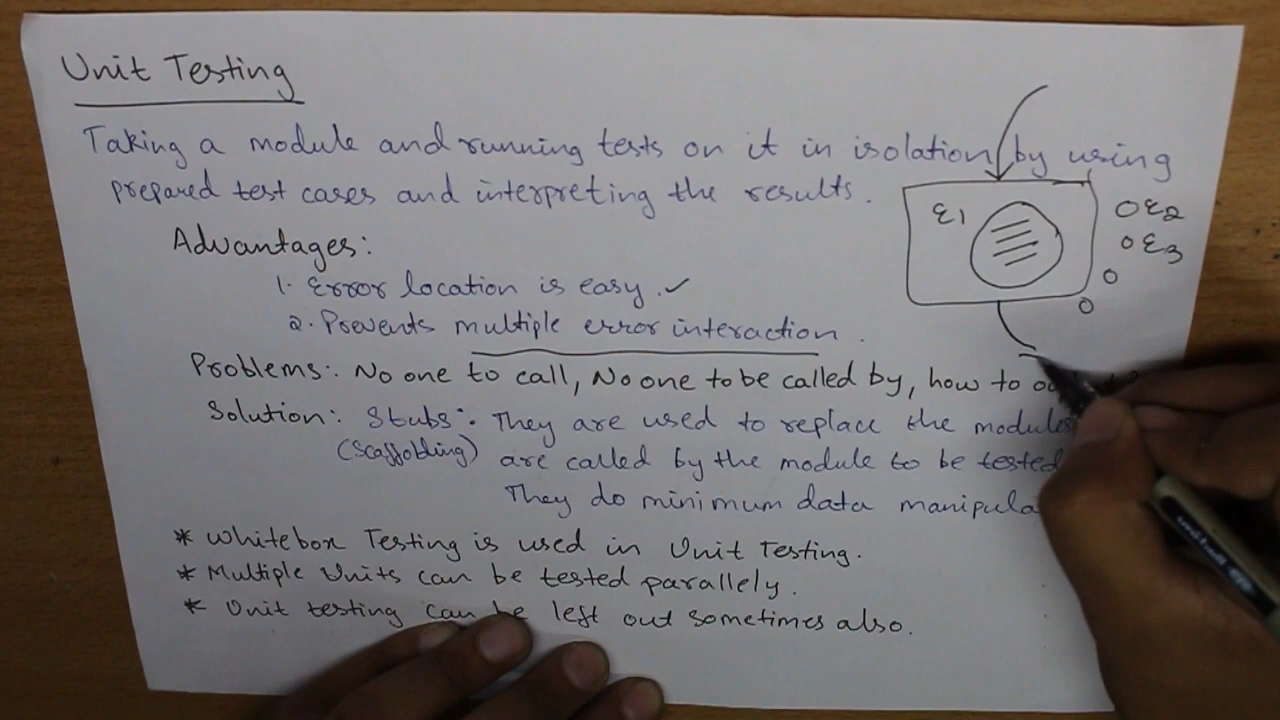 Unit Testing
Taking a module and running tests on it in isolation by using
prepared test cases and interpreting the results.
Advantages:
1. Error location is easy. ✓
2. Prevents multiple error interaction.
Problems: No one to call, No one to be called by, how to
Solution: Stubs: They are used to replace the modules
(Scaffolding) are called by the module to be tested
They do minimum data
* Whitebox Testing is used in Unit Testing.
* Multiple Units can be tested parallely.
* Unit testing can be left out sometimes also.
ε1
ε2
ε3